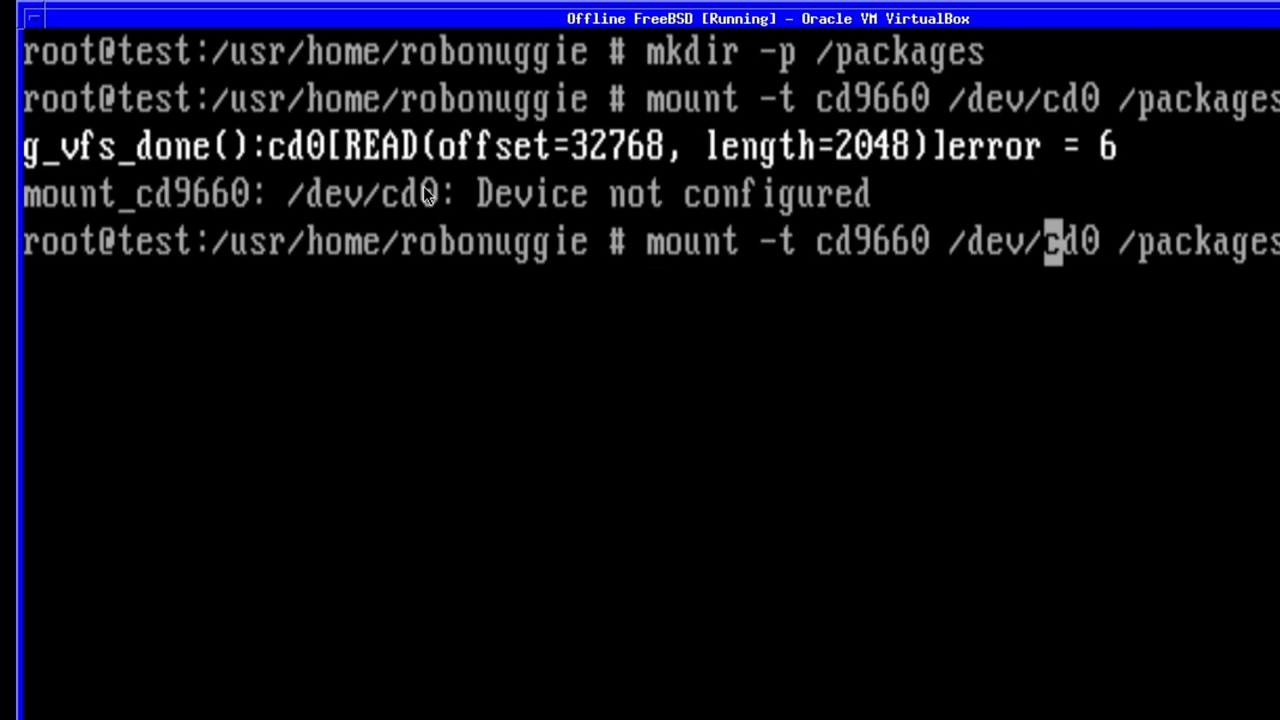 Offline FreeBSD [Running] - Oracle VM VirtualBox
root@test:/usr/home/robonuggie # mkdir -p /packages
root@test:/usr/home/robonuggie # mount -t cd9660 /dev/cd0 /packages
g_vfs_done():cd0[READ(offset=32768, length=2048)]error = 6
mount_cd9660: /dev/cd0: Device not configured
root@test:/usr/home/robonuggie # mount -t cd9660 /dev/cd0 /packages